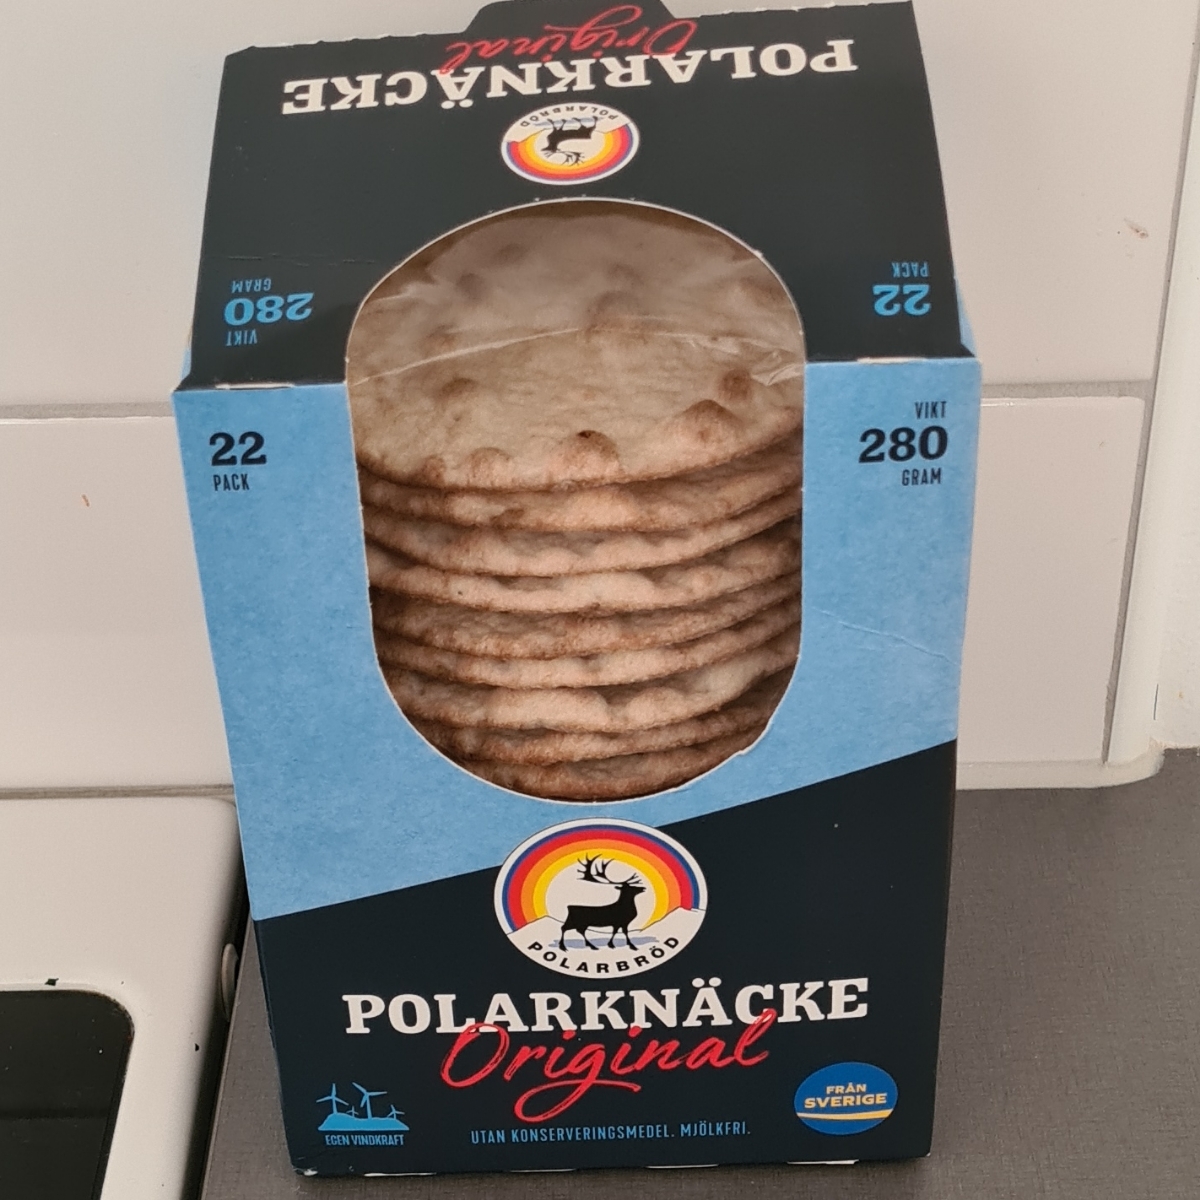 Original
POLARKNÄCKE
POLARBRÖD
VIKT
280
GRAM
22
PACK
22
PACK
VIKT
280
GRAM
POLARBRÖD
POLARKNÄCKE
Original
EGEN VINDKRAFT
UTAN KONSERVERINGSMEDEL. MJÖLKFRI.
FRÅN
SVERIGE